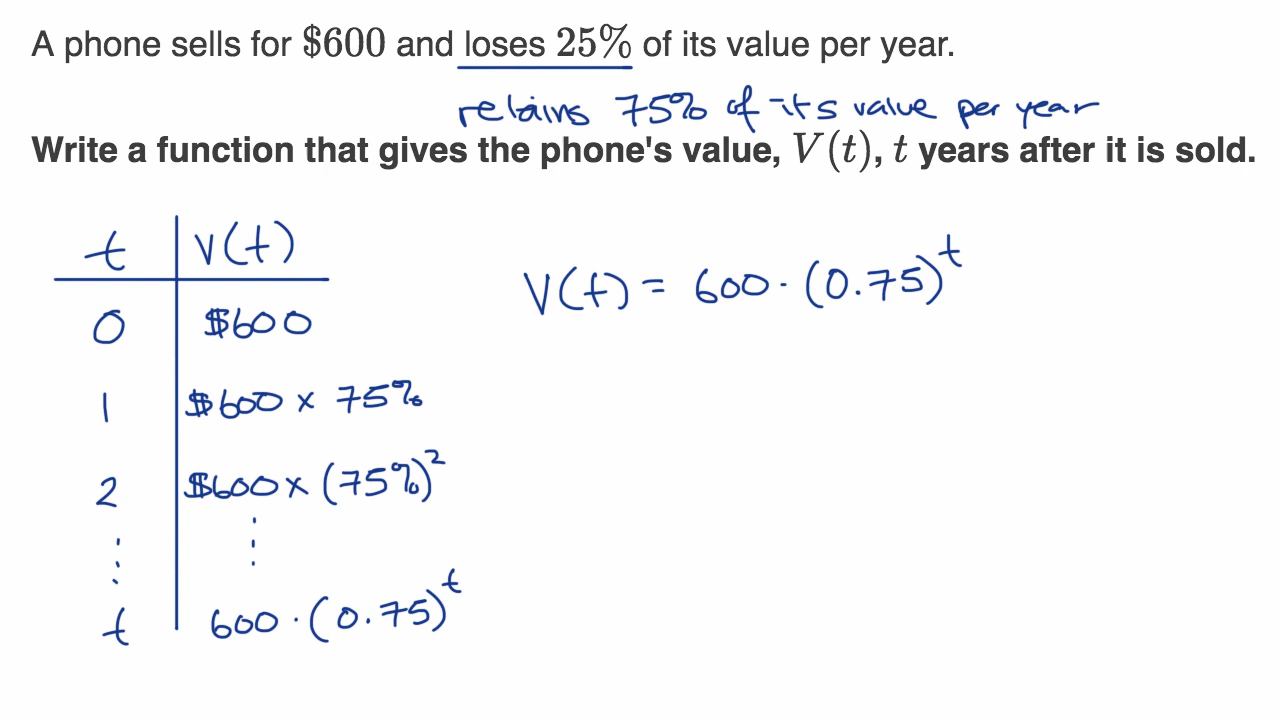 A phone sells for $600 and loses 25% of its value per year.
retains 75% of its value per year
Write a function that gives the phone's value, V(t), t years after it is sold.
t V(t)
0 $600
1 $600 x 75%
2 $600 x (75%)²
⋮ ⋮
t 600 · (0.75)^t
V(t) = 600 · (0.75)^t